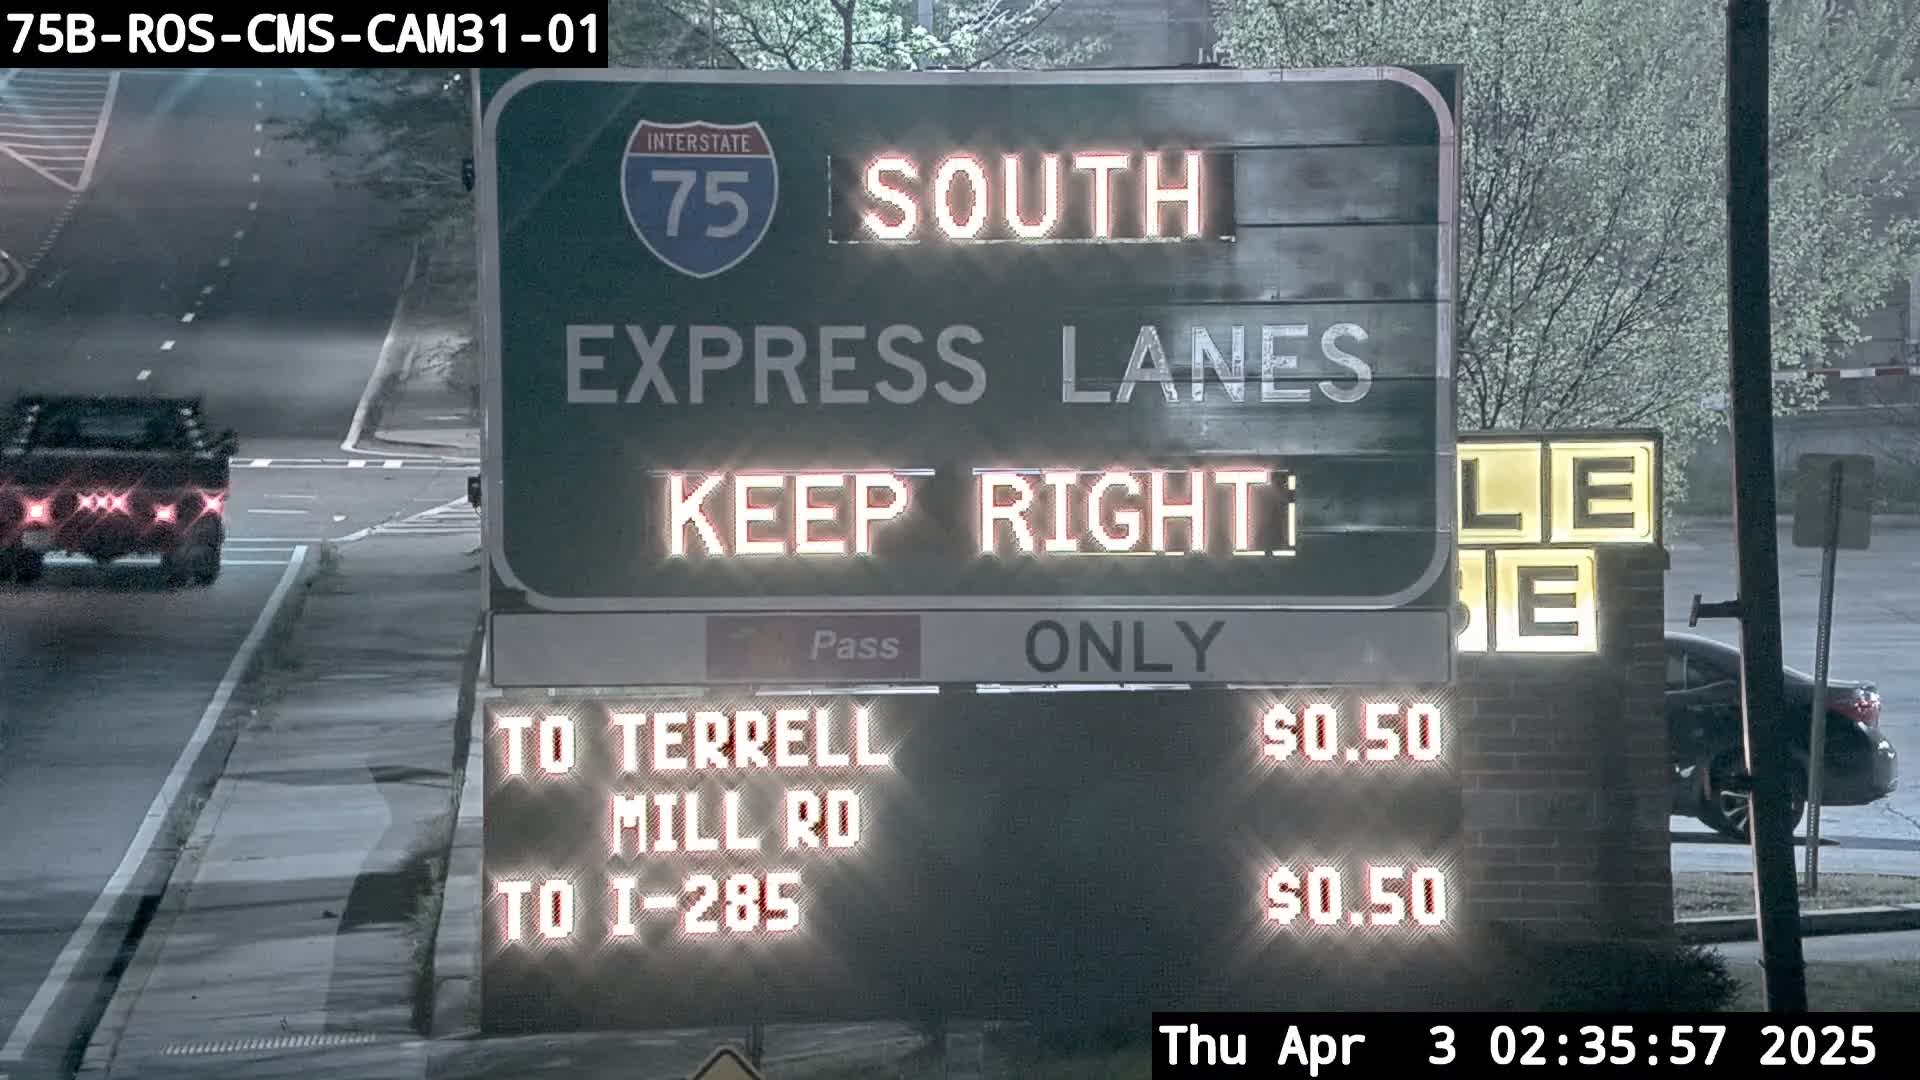 75B-ROS-CMS-CAM31-01
INTERSTATE
75
SOUTH
EXPRESS LANES
KEEP RIGHT
Pass ONLY
TO TERRELL $0.50
MILL RD
TO I-285 $0.50
LE
E
Thu Apr 3 02:35:57 2025